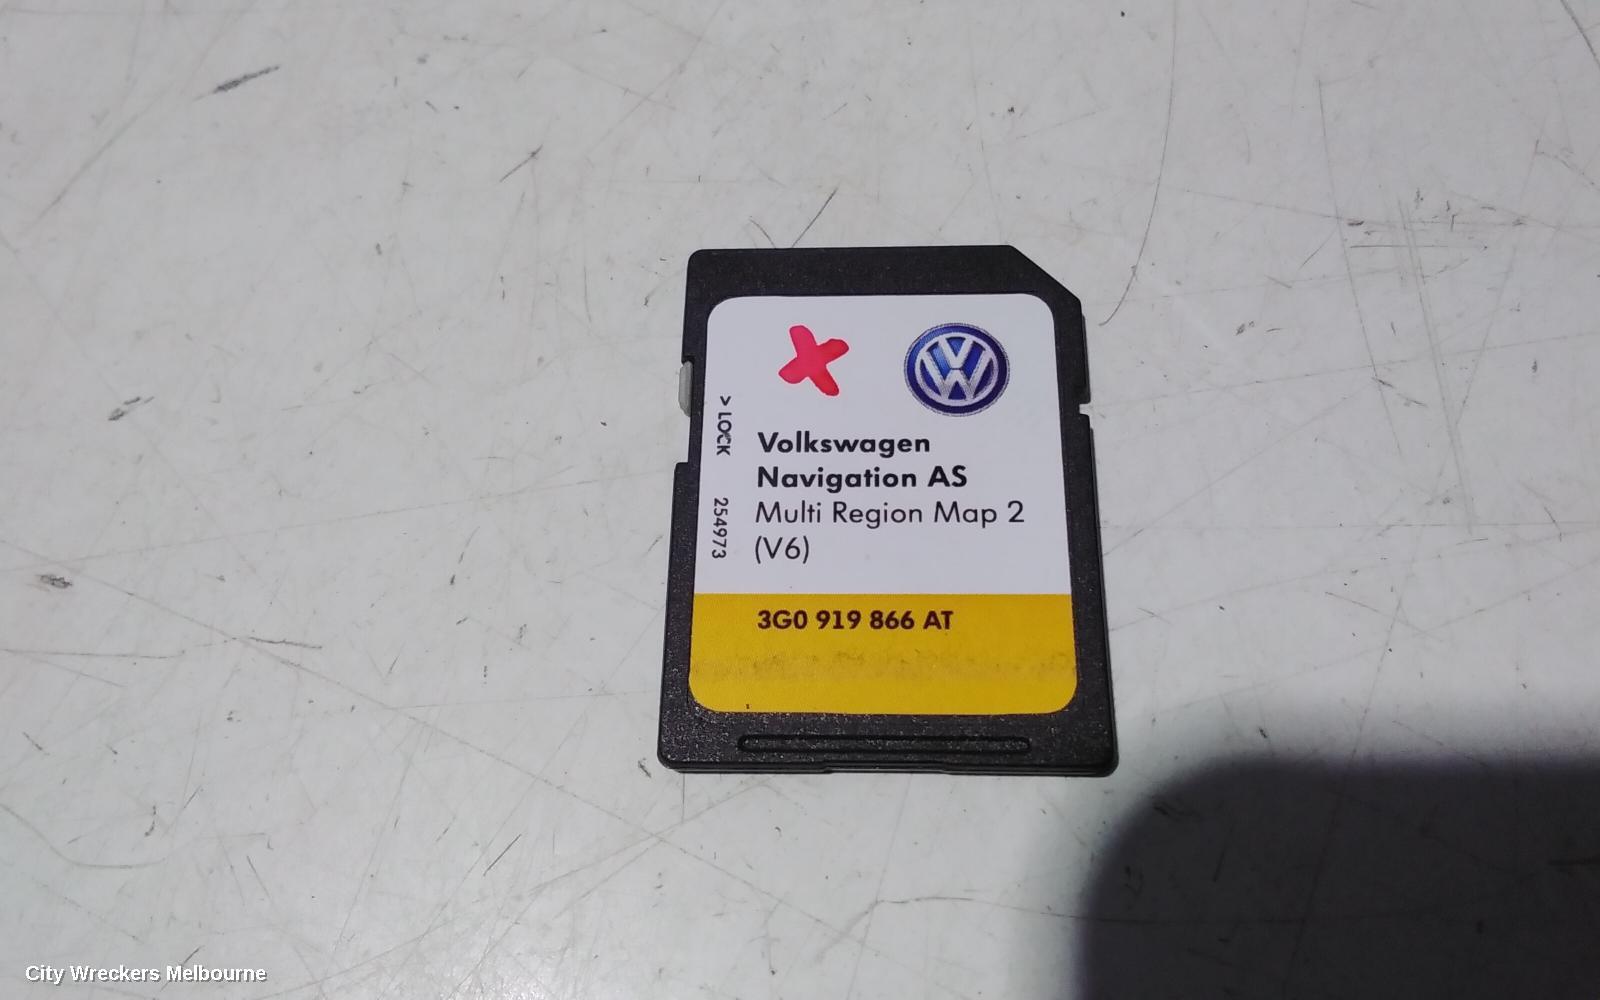 > LOCK 254973
Volkswagen
Navigation AS
Multi Region Map 2
(V6)
3G0 919 866 AT
City Wreckers Melbourne